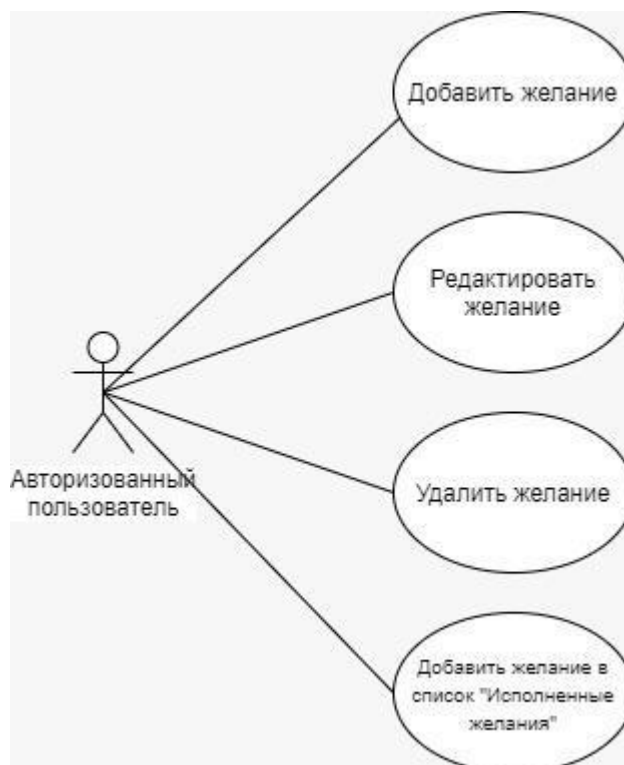 Добавить желание
Редактировать
желание
Авторизованный
пользователь
Удалить желание
Добавить желание в
список "Исполненные
желания"